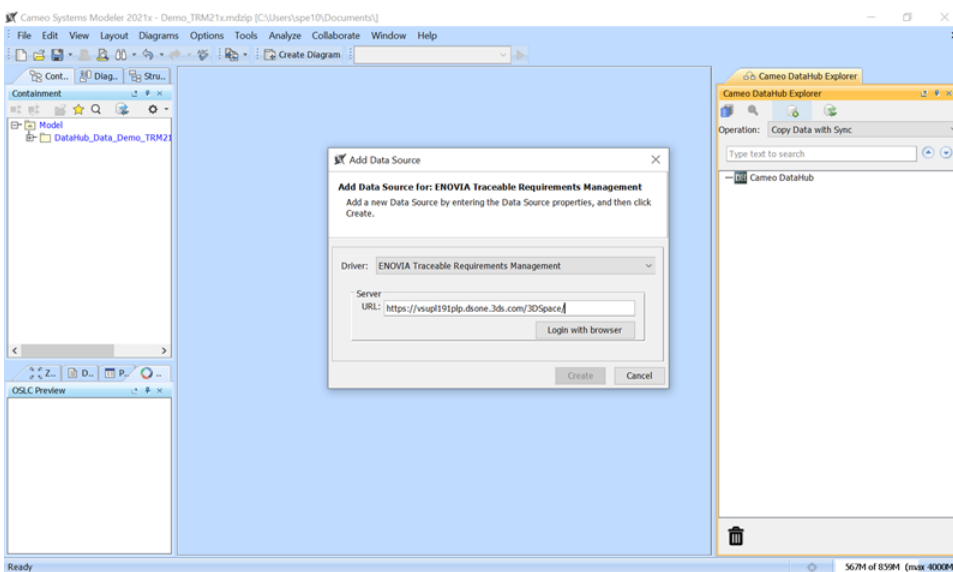 Cameo Systems Modeler 2021x - Demo_TRM21x.mdzip [C:\Users\spe10\Documents\]
File Edit View Layout Diagrams Options Tools Analyze Collaborate Window Help
Create Diagram
Cont.. Diag.. Stru..
Containment
Model
DataHub_Data_Demo_TRM21
Z.. D.. P..
OSLC Preview
Add Data Source
Add Data Source for: ENOVIA Traceable Requirements Management
Add a new Data Source by entering the Data Source properties, and then click
Create.
Driver: ENOVIA Traceable Requirements Management
Server
URL: https://vsupl191plp.dsone.3ds.com/3DSpace/
Login with browser
Create Cancel
Cameo DataHub Explorer
Cameo DataHub Explorer
Operation: Copy Data with Sync
Type text to search
Cameo DataHub
Ready
567M of 859M (max 4000M